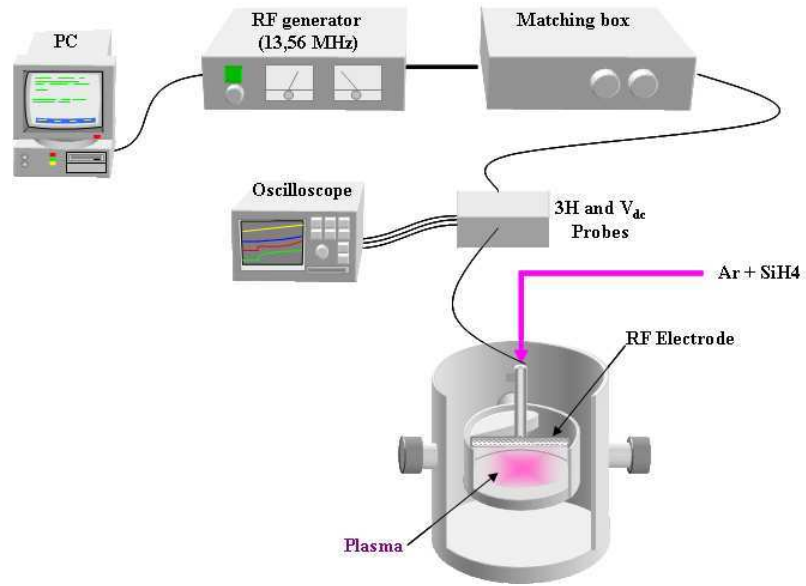 RF generator
(13,56 MHz)
Matching box
PC
Oscilloscope
3H and Vdc
Probes
Ar + SiH4
RF Electrode
Plasma